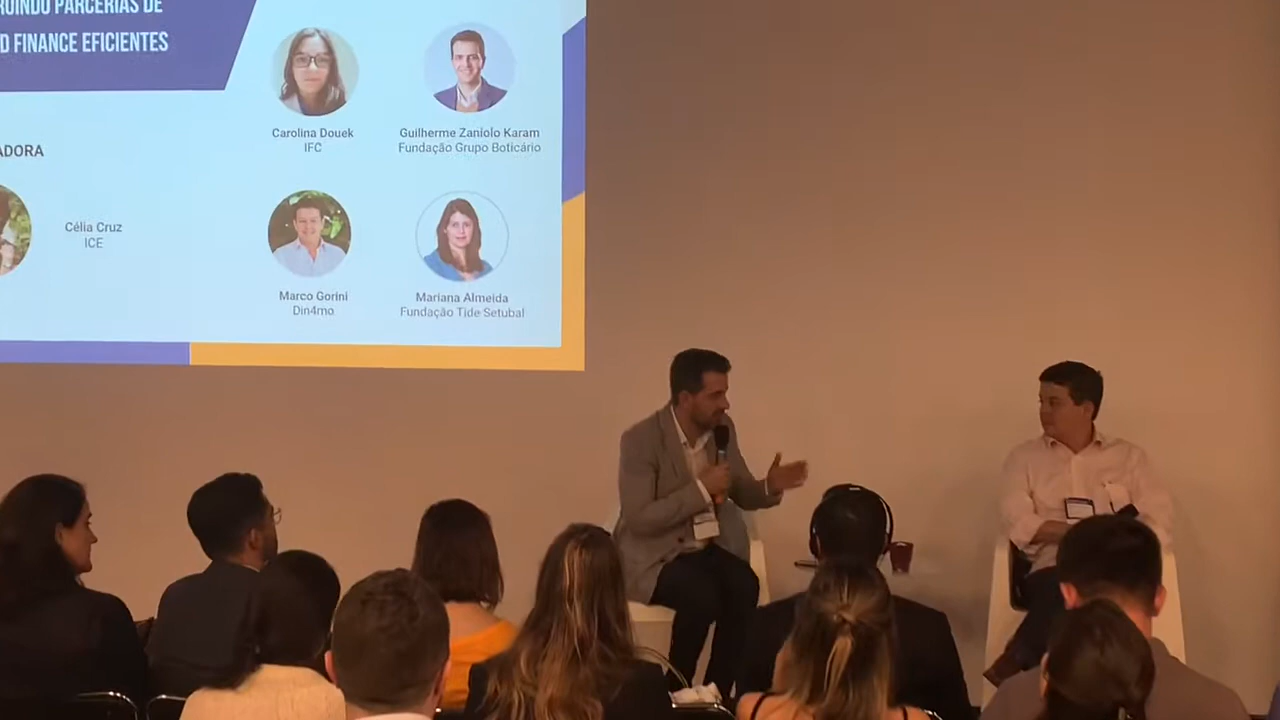 RUINDO PARCERIAS DE
D FINANCE EFICIENTES
ADORA
Célia Cruz
ICE
Carolina Douek
IFC
Guilherme Zaniolo Karam
Fundação Grupo Boticário
Marco Gorini
Din4mo
Mariana Almeida
Fundação Tide Setubal